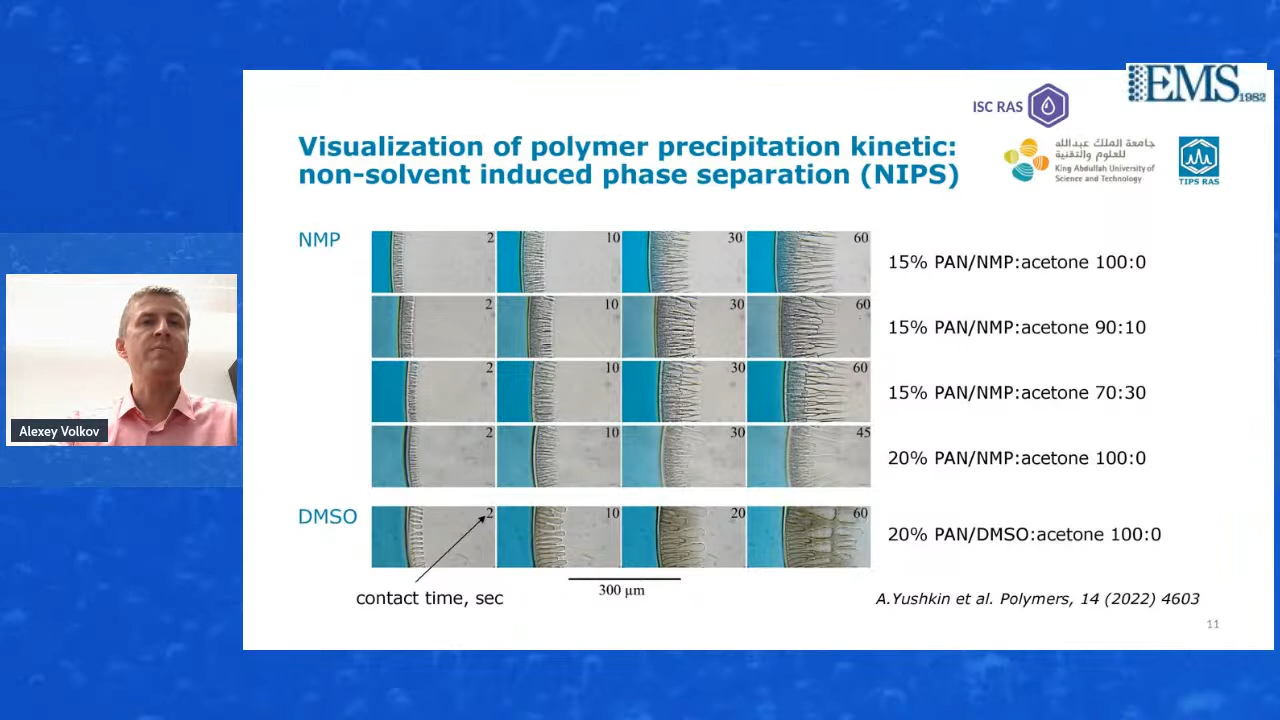 EMS 1982
ISC RAS
Visualization of polymer precipitation kinetic:
non-solvent induced phase separation (NIPS)
جامعة الملك عبدالله
للعلوم والتقنية
King Abdullah University of
Science and Technology
TIPS RAS
NMP
2 10 30 60
15% PAN/NMP:acetone 100:0
2 10 30 60
15% PAN/NMP:acetone 90:10
2 10 30 60
15% PAN/NMP:acetone 70:30
2 10 30 45
20% PAN/NMP:acetone 100:0
DMSO
2 10 20 60
20% PAN/DMSO:acetone 100:0
contact time, sec
300 µm
A.Yushkin et al. Polymers, 14 (2022) 4603
11
Alexey Volkov